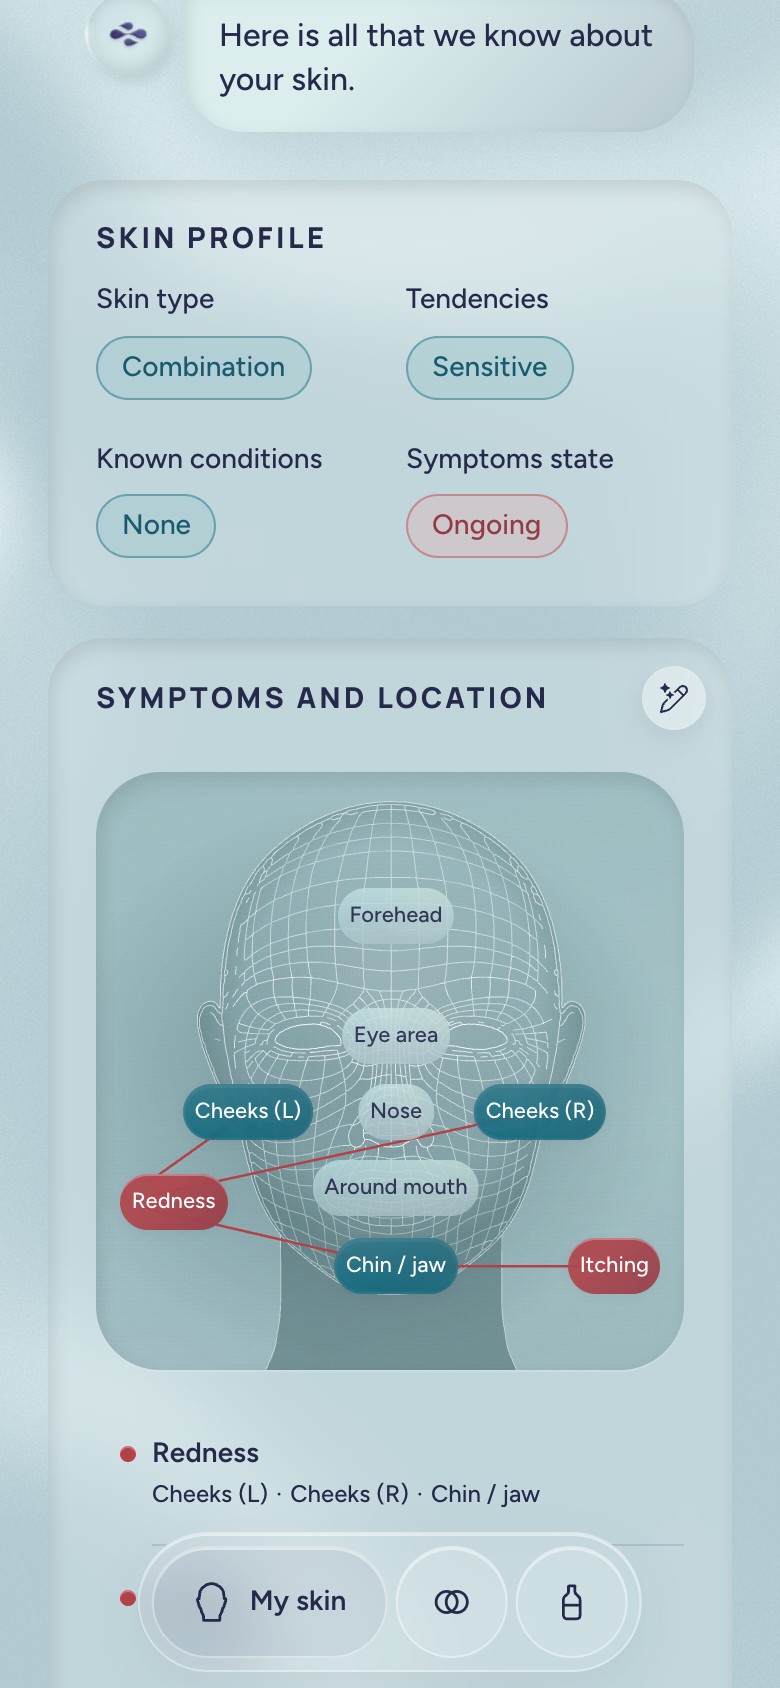 Here is all that we know about
your skin.
SKIN PROFILE
Skin type
Tendencies
Combination
Sensitive
Known conditions
Symptoms state
None
Ongoing
SYMPTOMS AND LOCATION
Forehead
Eye area
Cheeks (L)
Nose
Cheeks (R)
Redness
Around mouth
Chin / jaw
Itching
Redness
Cheeks (L) · Cheeks (R) · Chin / jaw
My skin